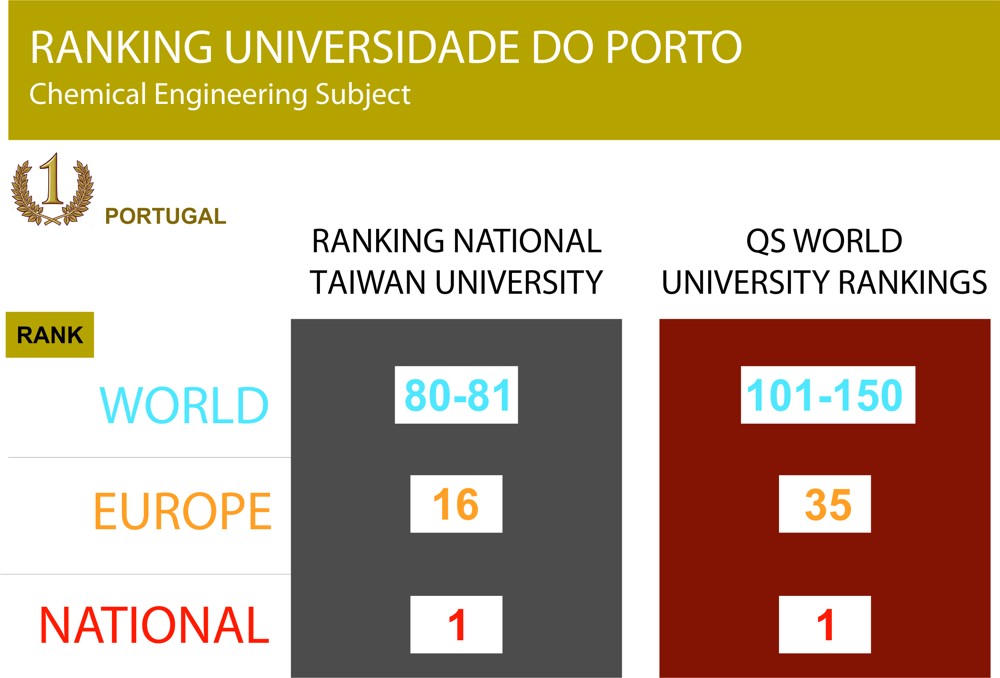 RANKING UNIVERSIDADE DO PORTO
Chemical Engineering Subject
1
PORTUGAL
RANKING NATIONAL
TAIWAN UNIVERSITY
QS WORLD
UNIVERSITY RANKINGS
RANK
WORLD
80-81
101-150
EUROPE
16
35
NATIONAL
1
1